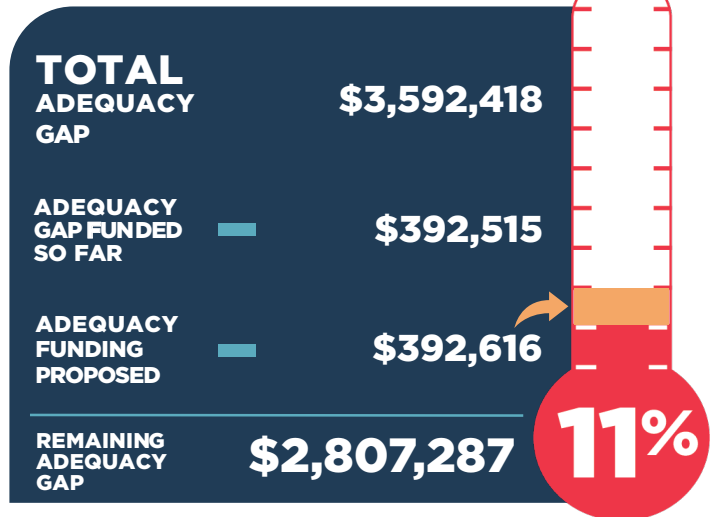 TOTAL
ADEQUACY
GAP
$3,592,418
ADEQUACY
GAP FUNDED
SO FAR
$392,515
ADEQUACY
FUNDING
PROPOSED
$392,616
REMAINING
ADEQUACY
GAP
$2,807,287
11%